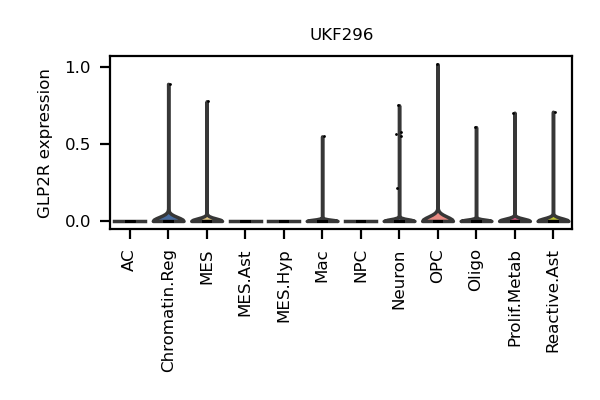 UKF296
GLP2R expression
1.0
0.5
0.0
AC
Chromatin.Reg
MES
MES.Ast
MES.Hyp
Mac
NPC
Neuron
OPC
Oligo
Prolif.Metab
Reactive.Ast